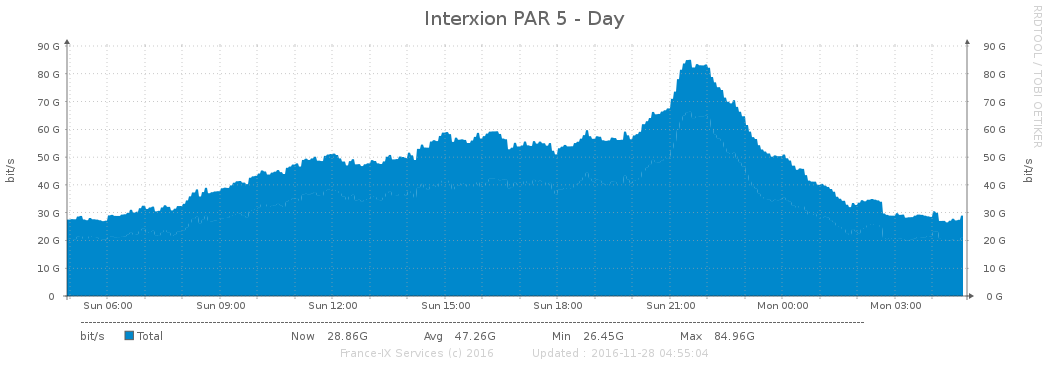 Interxion PAR 5 - Day
RRDTOOL / TOBI OETIKER
90 G 90 G
80 G 80 G
70 G 70 G
60 G 60 G
50 G 50 G
40 G 40 G
30 G 30 G
20 G 20 G
10 G 10 G
0 0 G
bit/s bit/s
Sun 06:00 Sun 09:00 Sun 12:00 Sun 15:00 Sun 18:00 Sun 21:00 Mon 00:00 Mon 03:00
bit/s Total Now 28.86G Avg 47.26G Min 26.45G Max 84.96G
France-IX Services (c) 2016 Updated : 2016-11-28 04:55:04